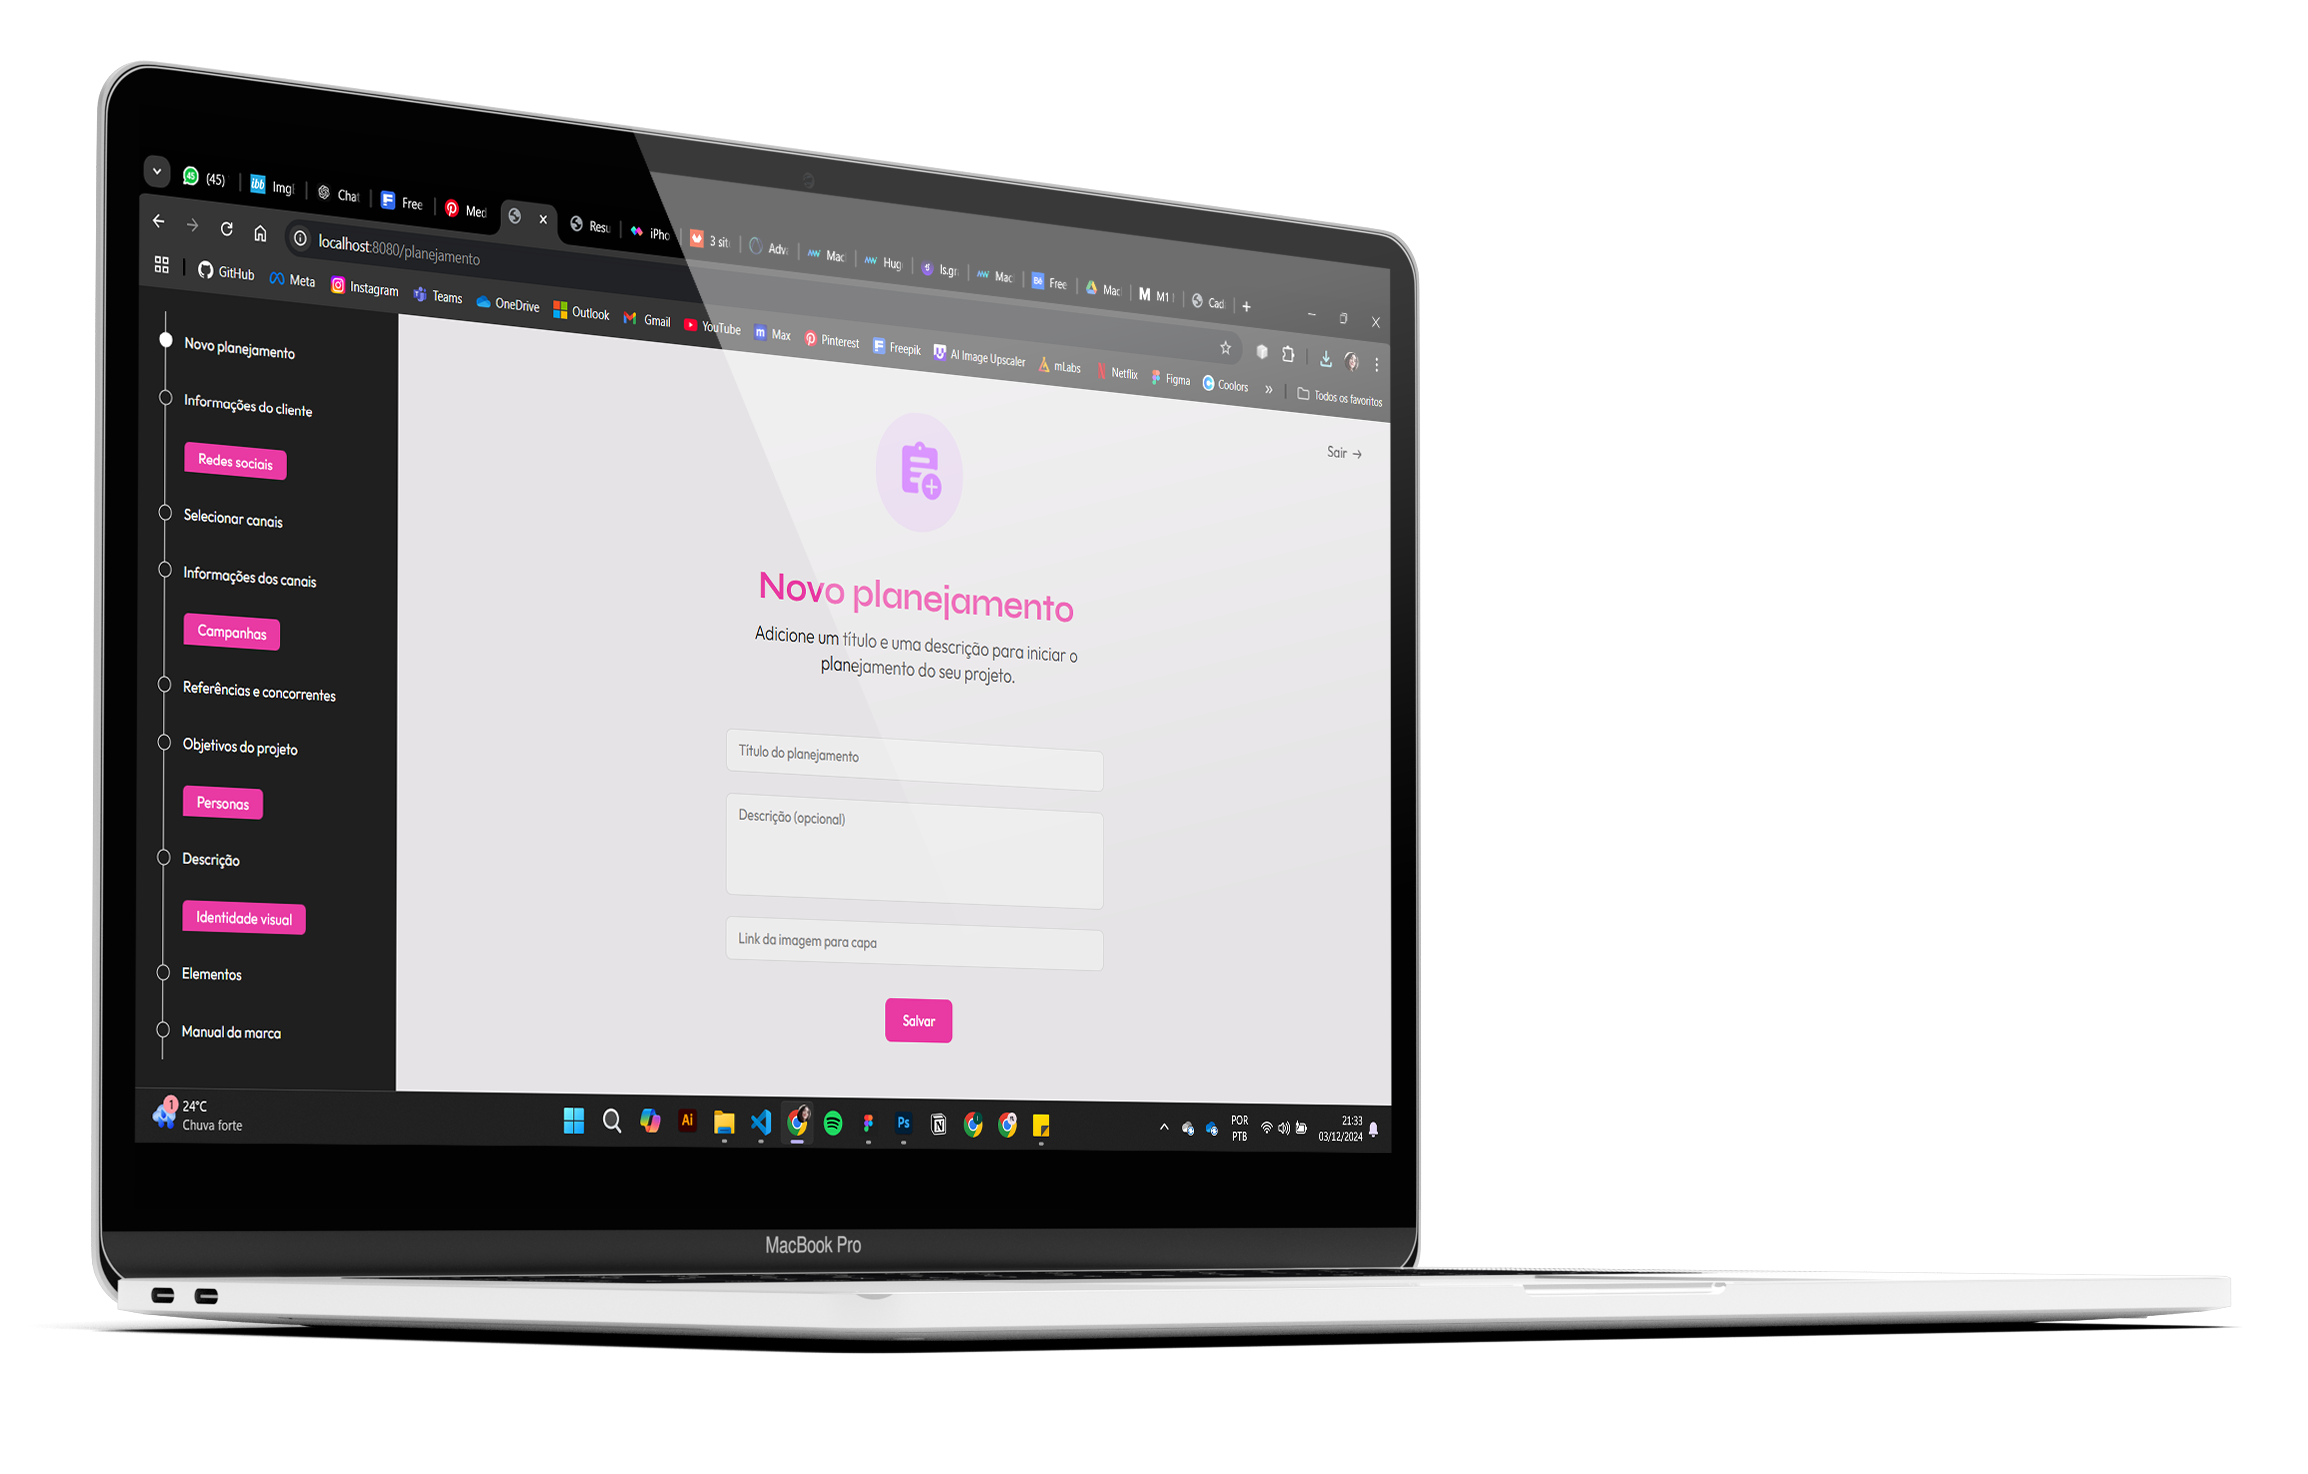 (45)
Chat
Free
Med
Resu
iPho
3 sit
Adva
Mac
Hug
Is.gr
Mac
Free
Mac
M1
Cad
localhost:8080/planejamento
GitHub
Meta
Instagram
Teams
OneDrive
Outlook
Gmail
YouTube
Max
Pinterest
Freepik
AI Image Upscaler
mLabs
Netflix
Figma
Coolors
Todos os favoritos
Novo planejamento
Informações do cliente
Redes sociais
Selecionar canais
Informações dos canais
Campanhas
Referências e concorrentes
Objetivos do projeto
Personas
Descrição
Identidade visual
Elementos
Manual da marca
Sair →
Novo planejamento
Adicione um título e uma descrição para iniciar o
planejamento do seu projeto.
Título do planejamento
Descrição (opcional)
Link da imagem para capa
Salvar
1
24°C
Chuva forte
Ai
Ps
POR
PTB
21:33
03/12/2024
MacBook Pro